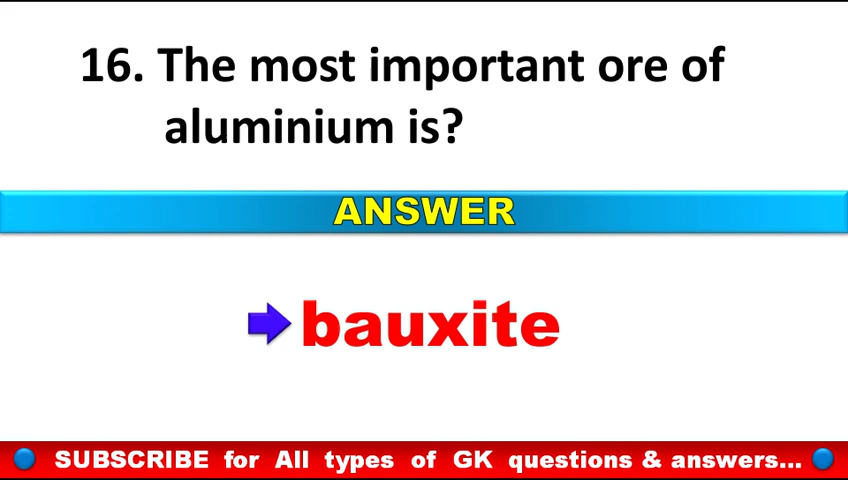 16. The most important ore of
aluminium is?
ANSWER
bauxite
SUBSCRIBE for All types of GK questions & answers...